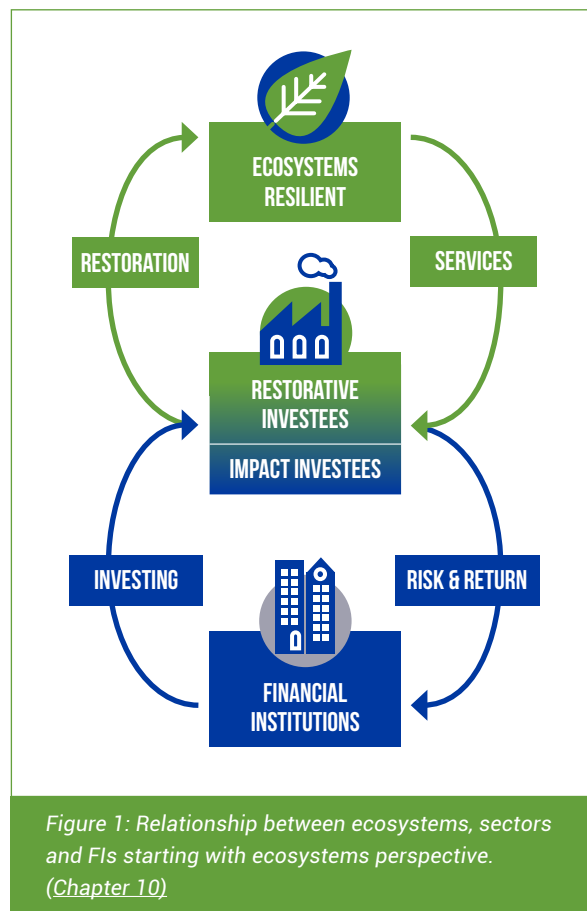 ECOSYSTEMS
RESILIENT
RESTORATION
SERVICES
RESTORATIVE
INVESTEES
IMPACT INVESTEES
INVESTING
RISK & RETURN
FINANCIAL
INSTITUTIONS
Figure 1: Relationship between ecosystems, sectors
and FIs starting with ecosystems perspective.
(Chapter 10)